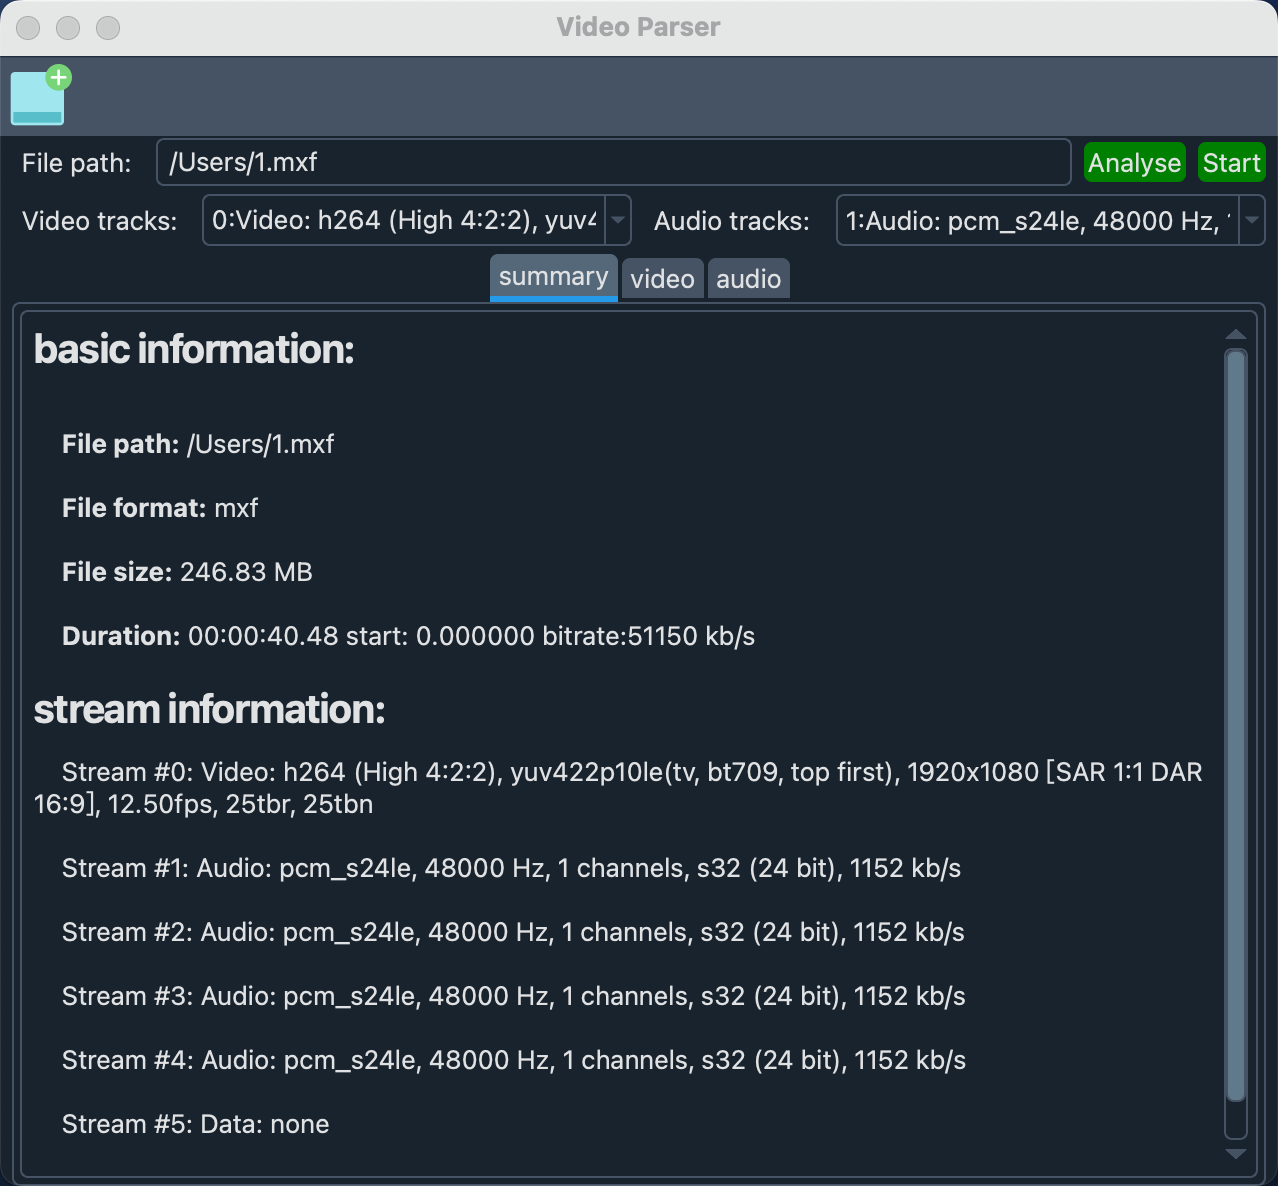 Video Parser
File path: /Users/1.mxf Analyse Start
Video tracks: 0:Video: h264 (High 4:2:2), yuv4 Audio tracks: 1:Audio: pcm_s24le, 48000 Hz,
summary video audio
basic information:
File path: /Users/1.mxf
File format: mxf
File size: 246.83 MB
Duration: 00:00:40.48 start: 0.000000 bitrate:51150 kb/s
stream information:
Stream #0: Video: h264 (High 4:2:2), yuv422p10le(tv, bt709, top first), 1920x1080 [SAR 1:1 DAR
16:9], 12.50fps, 25tbr, 25tbn
Stream #1: Audio: pcm_s24le, 48000 Hz, 1 channels, s32 (24 bit), 1152 kb/s
Stream #2: Audio: pcm_s24le, 48000 Hz, 1 channels, s32 (24 bit), 1152 kb/s
Stream #3: Audio: pcm_s24le, 48000 Hz, 1 channels, s32 (24 bit), 1152 kb/s
Stream #4: Audio: pcm_s24le, 48000 Hz, 1 channels, s32 (24 bit), 1152 kb/s
Stream #5: Data: none